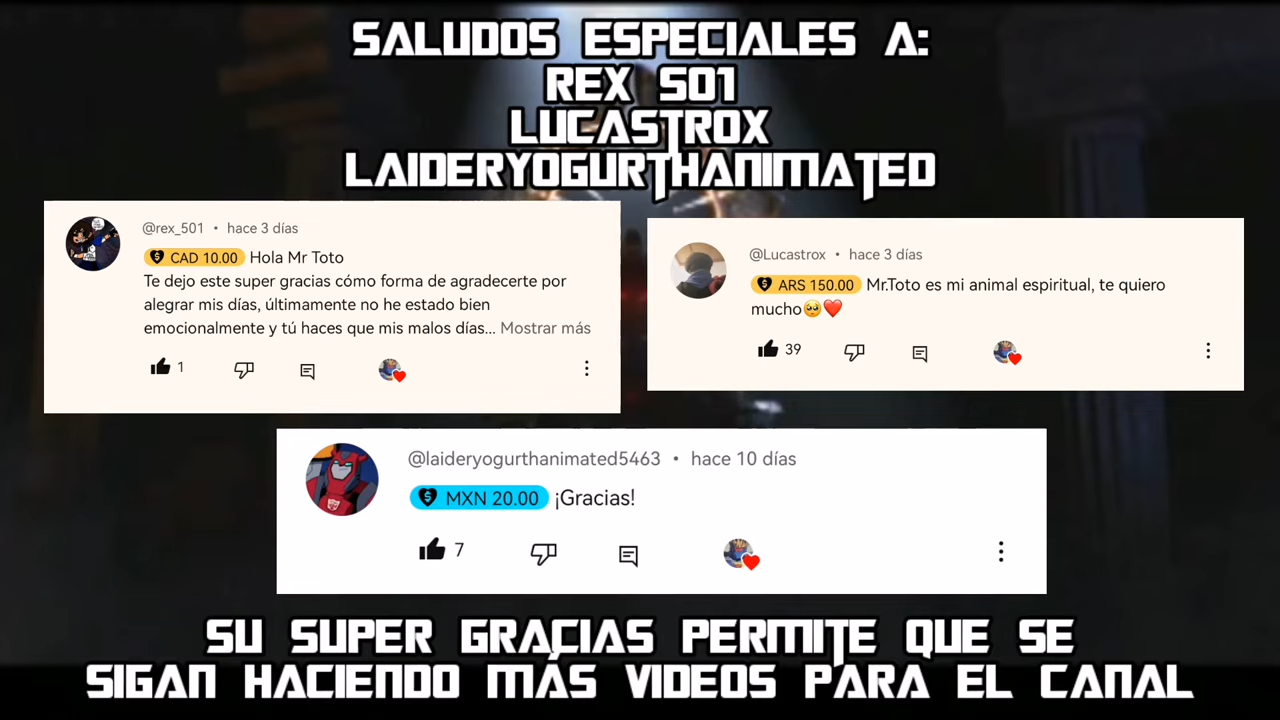 SALUDOS ESPECIALES A:
REX 501
LUCASTROX
LAIDERYOGURTHANIMATED
@rex_501 • hace 3 días
CAD 10.00 Hola Mr Toto
Te dejo este super gracias cómo forma de agradecerte por
alegrar mis días, últimamente no he estado bien
emocionalmente y tú haces que mis malos días... Mostrar más
1
@Lucastrox • hace 3 días
ARS 150.00 Mr.Toto es mi animal espiritual, te quiero
mucho🥺❤️
39
@laideryogurthanimated5463 • hace 10 días
MXN 20.00 ¡Gracias!
7
SU SUPER GRACIAS PERMITE QUE SE
SIGAN HACIENDO MÁS VIDEOS PARA EL CANAL